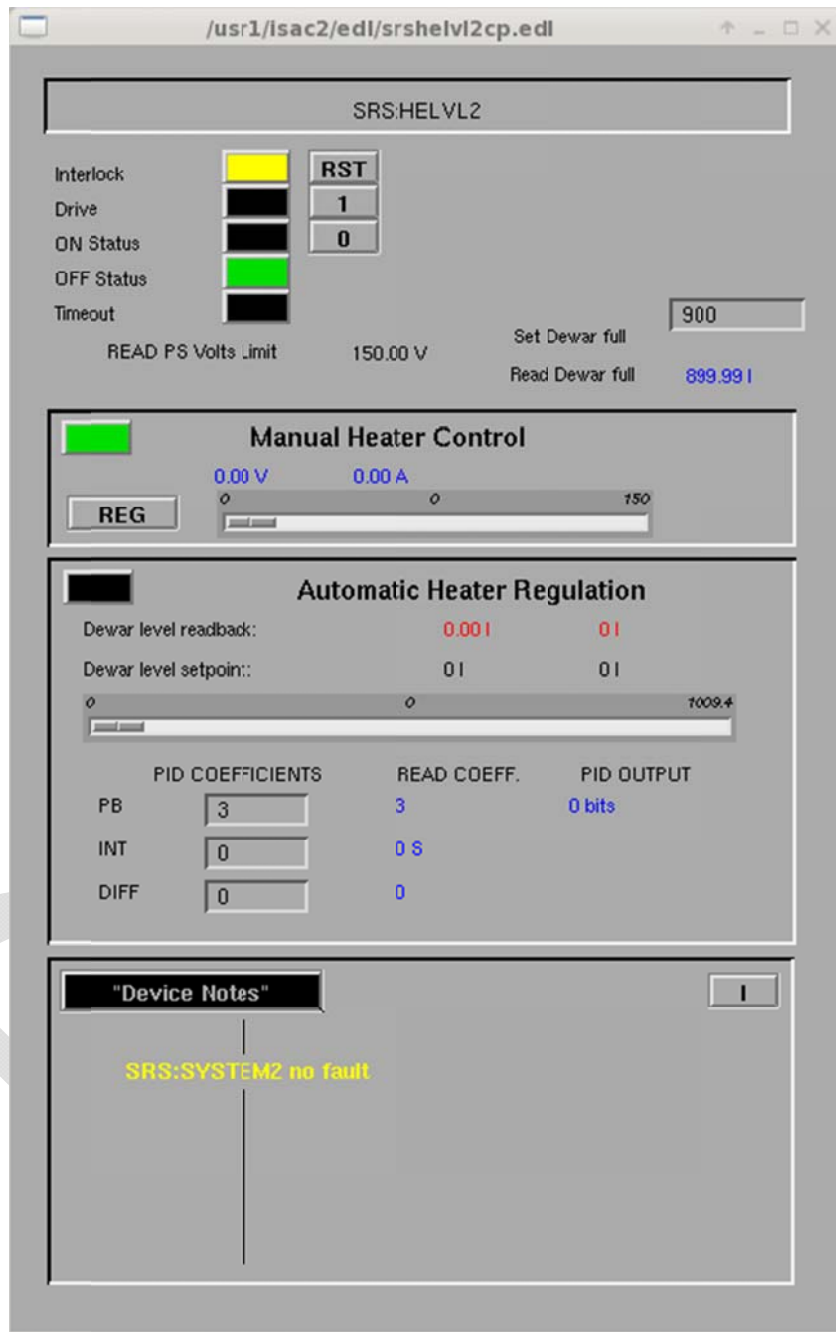 /usr1/isac2/edl/srshelvl2cp.edl
SRS:HELVL2
Interlock RST
Drive 1
ON Status 0
OFF Status
Timeout 900
READ PS Volts Limit 150.00 V Set Dewar full
Read Dewar full 899.99 l
Manual Heater Control
0.00 V 0.00 A
REG 0 0 150
Automatic Heater Regulation
Dewar level readback: 0.00 l 0 l
Dewar level setpoint: 0 l 0 l
0 0 1009.4
PID COEFFICIENTS READ COEFF. PID OUTPUT
PB 3 3 0 bits
INT 0 0 S
DIFF 0 0
"Device Notes" I
SRS:SYSTEM2 no fault